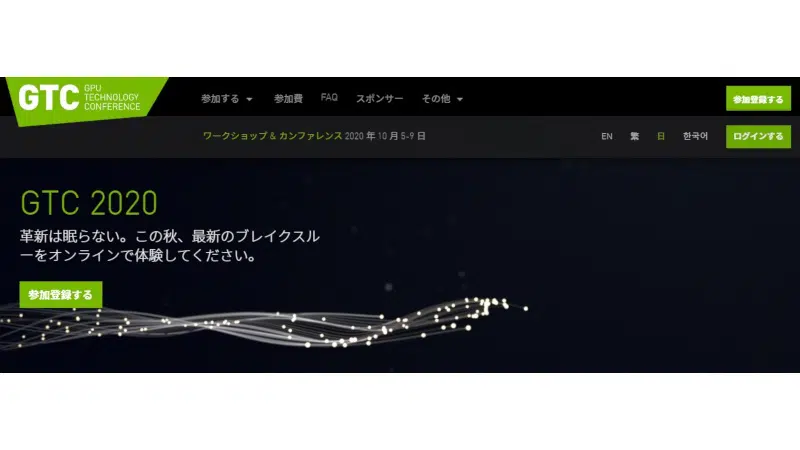 GTC GPU
TECHNOLOGY
CONFERENCE
参加する 参加費 FAQ スポンサー その他 参加登録する
ワークショップ & カンファレンス 2020 年 10 月 5-9 日 EN 繁 日 한국어 ログインする
GTC 2020
革新は眠らない。この秋、最新のブレイクスル
ーをオンラインで体験してください。
参加登録する